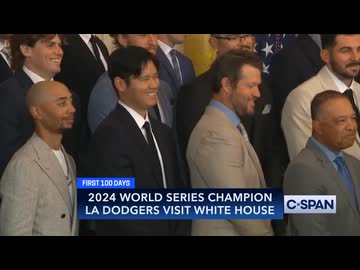 FIRST 100 DAYS
2024 WORLD SERIES CHAMPION
LA DODGERS VISIT WHITE HOUSE
C-SPAN